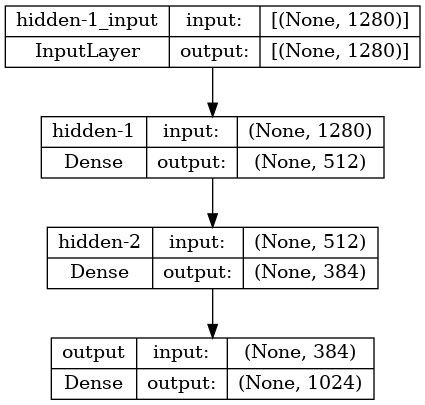 hidden-1_input input: [(None, 1280)]
InputLayer output: [(None, 1280)]
hidden-1 input: (None, 1280)
Dense output: (None, 512)
hidden-2 input: (None, 512)
Dense output: (None, 384)
output input: (None, 384)
Dense output: (None, 1024)